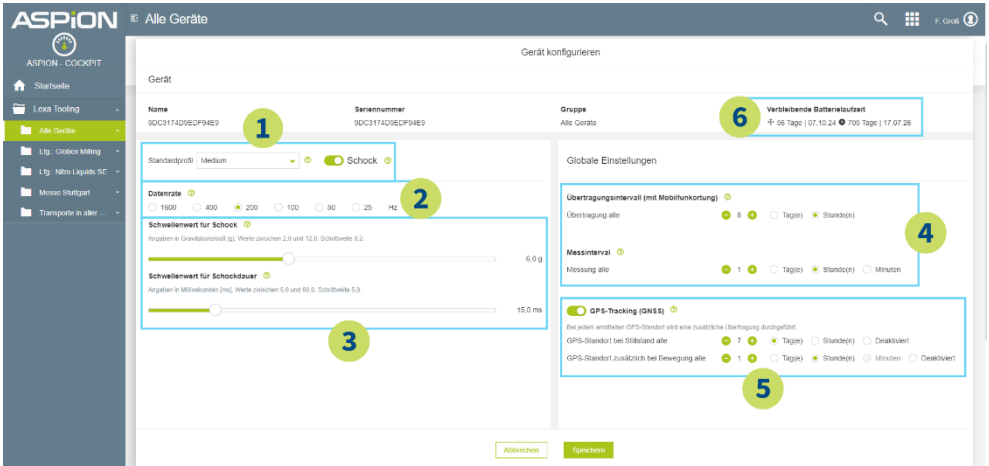 ASPION
Alle Geräte
F. Groß
ASPION - COCKPIT
Startseite
Lexa Tooling
Alle Geräte
Lfg.: Globex Milling
Lfg.: Nitro Liquids SE
Messe Stuttgart
Transporte in aller ...
Gerät konfigurieren
Gerät
Name
9DC3174D9EDF94E9
Seriennummer
9DC3174D9EDF94E9
Gruppe
Alle Geräte
6
Verbleibende Batterielaufzeit
06 Tage | 07.10.24 705 Tage | 17.07.26
1
Standardprofil Medium Schock
2
Datenrate
1600 400 200 100 50 25 Hz
Schwellenwert für Schock
Angaben in Gravitationskraft [g]. Werte zwischen 2,0 und 12,0. Schrittweite 0,2.
6,0 g
Schwellenwert für Schockdauer
Angaben in Millisekunden [ms]. Werte zwischen 5,0 und 60,0. Schrittweite 5,0.
15,0 ms
3
Globale Einstellungen
Übertragungsintervall (mit Mobilfunkortung)
Übertragung alle 8 Tag(e) Stunde(n)
4
Messinterval
Messung alle 1 Tag(e) Stunde(n) Minuten
GPS-Tracking (GNSS)
Bei jedem ermittelten GPS-Standort wird eine zusätzliche Übertragung durchgeführt
GPS-Standort bei Stillstand alle 7 Tag(e) Stunde(n) Deaktiviert
GPS-Standort zusätzlich bei Bewegung alle 1 Tag(e) Stunde(n) Minuten Deaktiviert
5
Abbrechen
Speichern